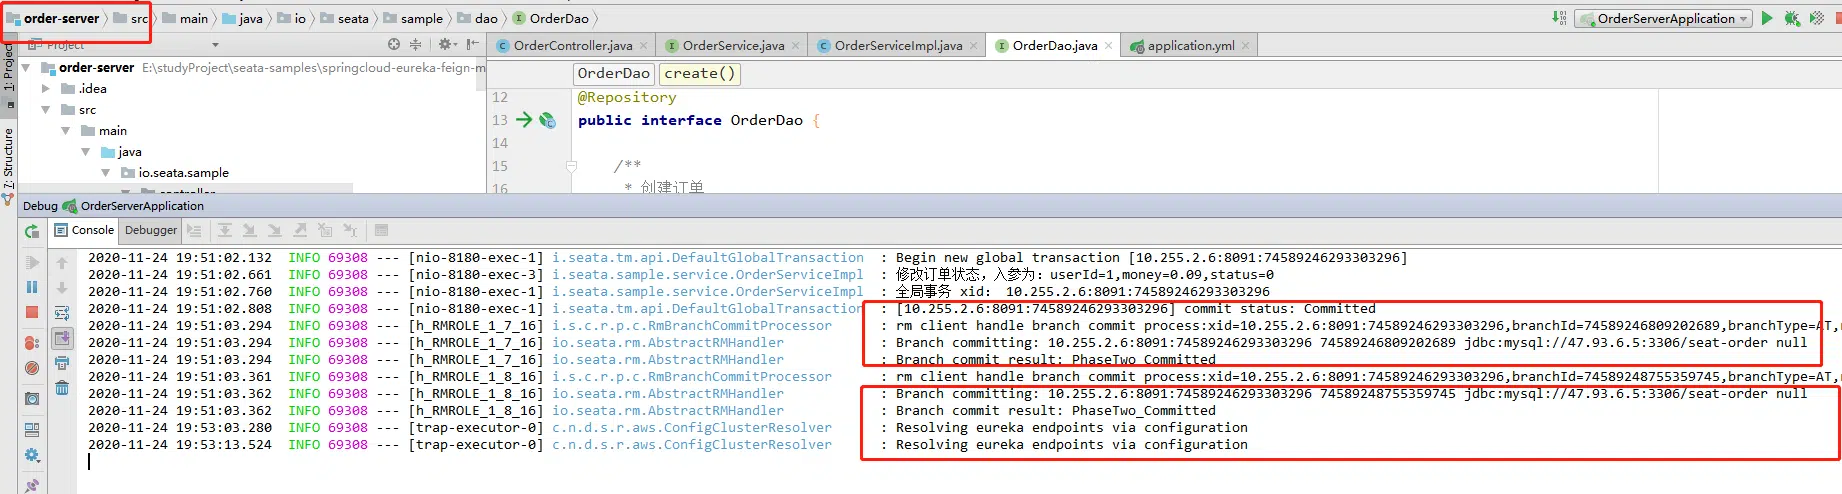 order-server src main java io seata sample dao OrderDao OrderServerApplication
Project OrderController.java OrderService.java OrderServiceImpl.java OrderDao.java application.yml
1: Project
7: Structure
order-server E:\studyProject\seata-samples\springcloud-eureka-feign-m
.idea
src
main
java
io.seata.sample
controller
OrderDao create()
12 @Repository
13 public interface OrderDao {
14
15 /**
16 * 创建订单
Debug OrderServerApplication
Console Debugger
2020-11-24 19:51:02.132 INFO 69308 --- [nio-8180-exec-1] i.seata.tm.api.DefaultGlobalTransaction : Begin new global transaction [10.255.2.6:8091:74589246293303296]
2020-11-24 19:51:02.661 INFO 69308 --- [nio-8180-exec-3] i.seata.sample.service.OrderServiceImpl : 修改订单状态，入参为：userId=1,money=0.09,status=0
2020-11-24 19:51:02.760 INFO 69308 --- [nio-8180-exec-1] i.seata.sample.service.OrderServiceImpl : 全局事务 xid： 10.255.2.6:8091:74589246293303296
2020-11-24 19:51:02.808 INFO 69308 --- [nio-8180-exec-1] i.seata.tm.api.DefaultGlobalTransaction : [10.255.2.6:8091:74589246293303296] commit status: Committed
2020-11-24 19:51:03.294 INFO 69308 --- [h_RMROLE_1_7_16] i.s.c.r.p.c.RmBranchCommitProcessor : rm client handle branch commit process:xid=10.255.2.6:8091:74589246293303296,branchId=74589246809202689,branchType=AT,
2020-11-24 19:51:03.294 INFO 69308 --- [h_RMROLE_1_7_16] io.seata.rm.AbstractRMHandler : Branch committing: 10.255.2.6:8091:74589246293303296 74589246809202689 jdbc:mysql://47.93.6.5:3306/seat-order null
2020-11-24 19:51:03.294 INFO 69308 --- [h_RMROLE_1_7_16] io.seata.rm.AbstractRMHandler : Branch commit result: PhaseTwo_Committed
2020-11-24 19:51:03.361 INFO 69308 --- [h_RMROLE_1_8_16] i.s.c.r.p.c.RmBranchCommitProcessor : rm client handle branch commit process:xid=10.255.2.6:8091:74589246293303296,branchId=74589248755359745,branchType=AT,
2020-11-24 19:51:03.362 INFO 69308 --- [h_RMROLE_1_8_16] io.seata.rm.AbstractRMHandler : Branch committing: 10.255.2.6:8091:74589246293303296 74589248755359745 jdbc:mysql://47.93.6.5:3306/seat-order null
2020-11-24 19:51:03.362 INFO 69308 --- [h_RMROLE_1_8_16] io.seata.rm.AbstractRMHandler : Branch commit result: PhaseTwo_Committed
2020-11-24 19:53:03.280 INFO 69308 --- [trap-executor-0] c.n.d.s.r.aws.ConfigClusterResolver : Resolving eureka endpoints via configuration
2020-11-24 19:53:13.524 INFO 69308 --- [trap-executor-0] c.n.d.s.r.aws.ConfigClusterResolver : Resolving eureka endpoints via configuration